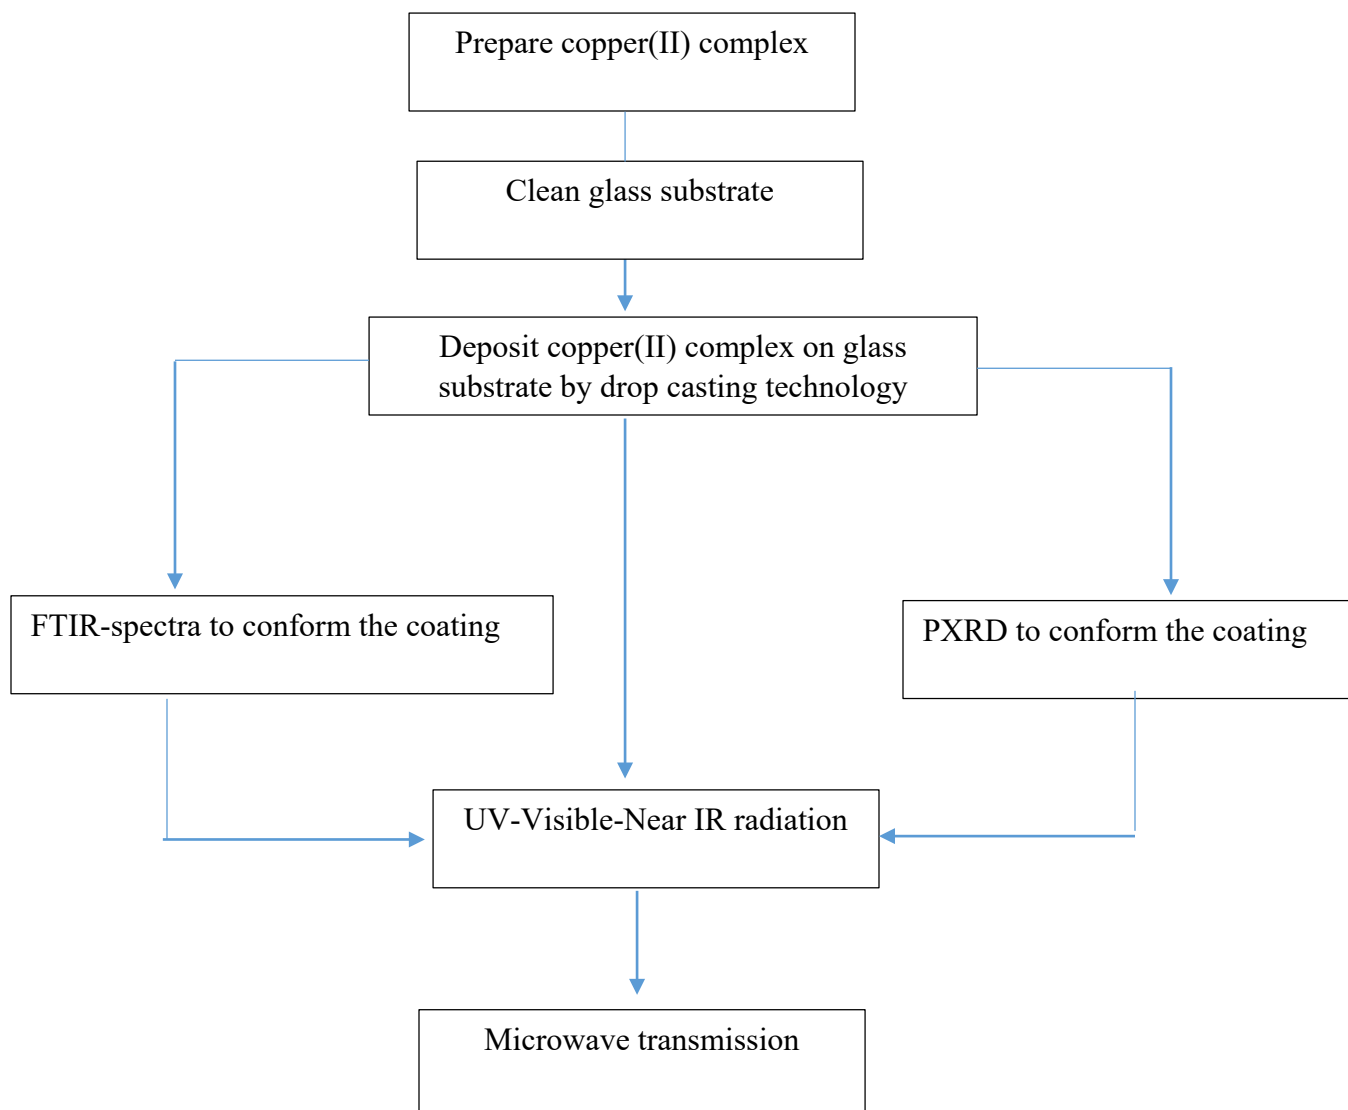 Prepare copper(II) complex
Clean glass substrate
Deposit copper(II) complex on glass
substrate by drop casting technology
FTIR-spectra to conform the coating
PXRD to conform the coating
UV-Visible-Near IR radiation
Microwave transmission